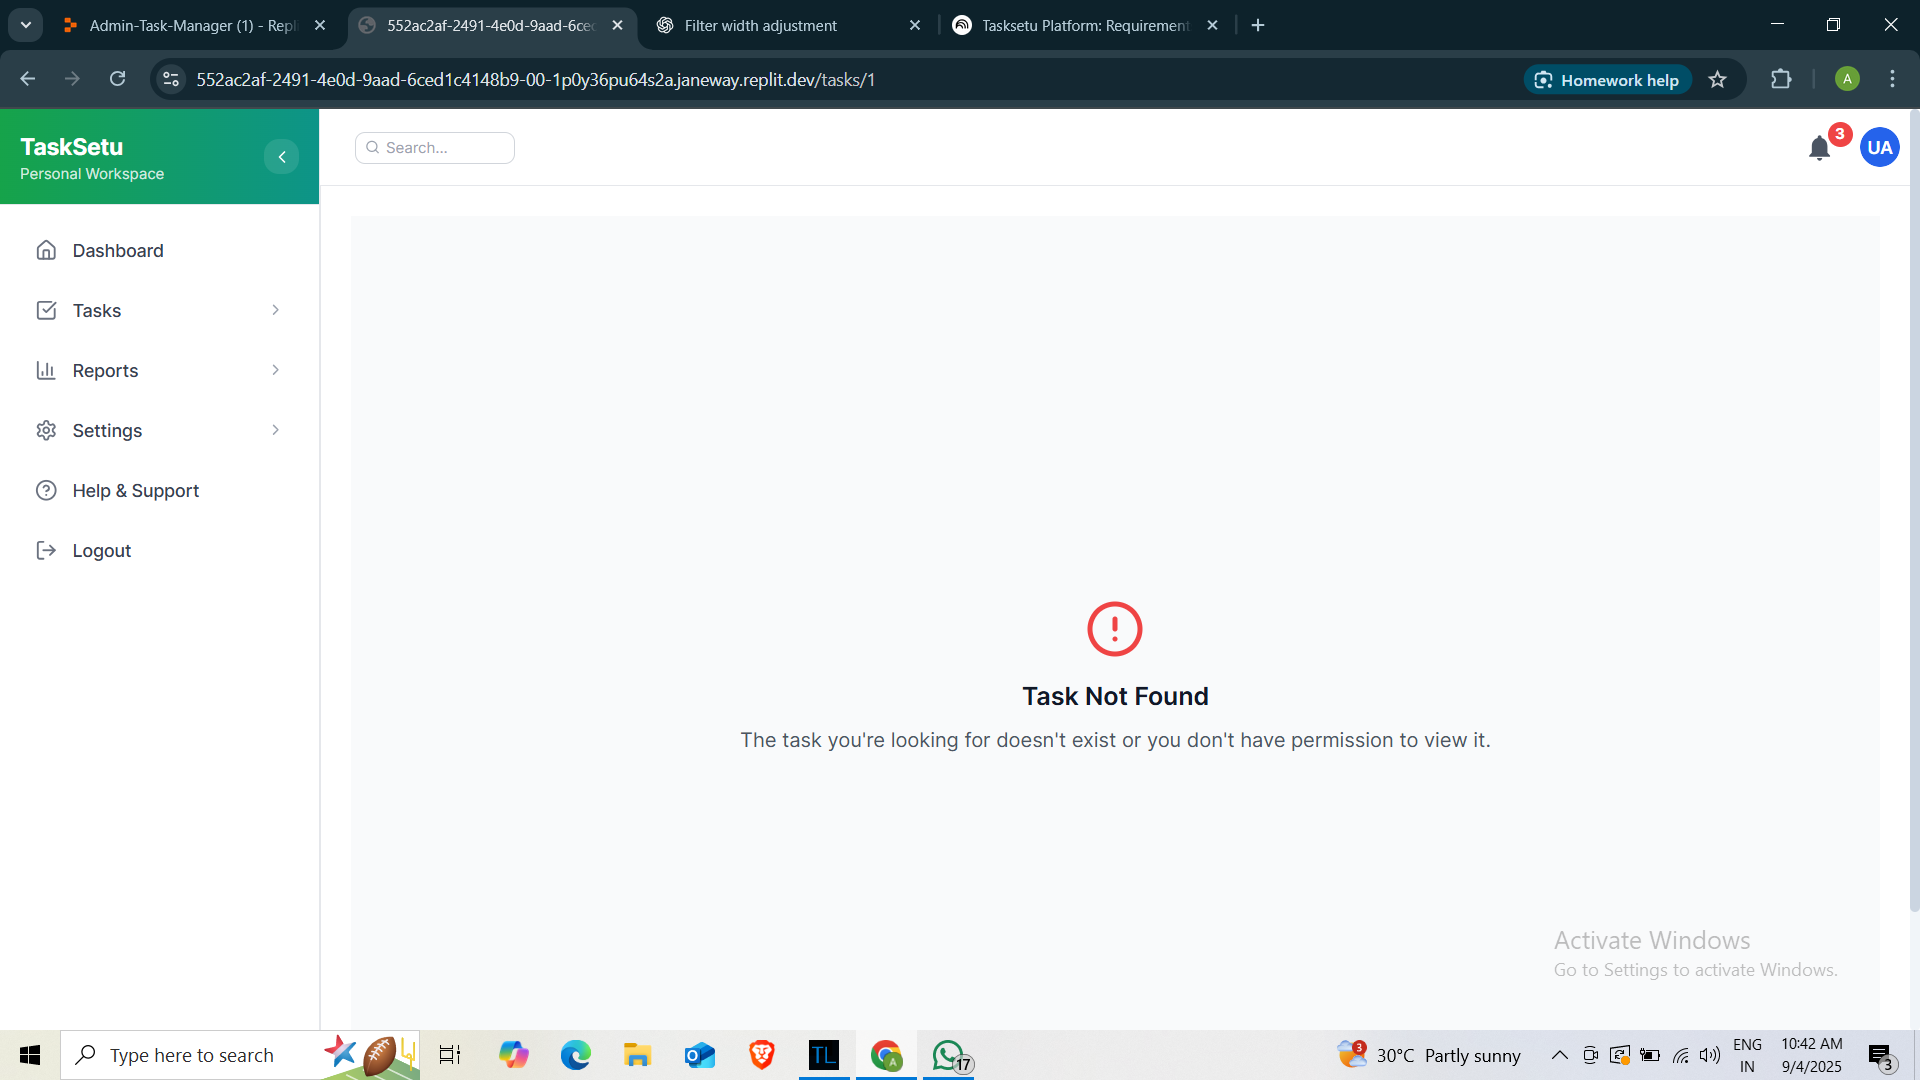 Admin-Task-Manager (1) - Repl
552ac2af-2491-4e0d-9aad-6cec
Filter width adjustment
Tasksetu Platform: Requirement
552ac2af-2491-4e0d-9aad-6ced1c4148b9-00-1p0y36pu64s2a.janeway.replit.dev/tasks/1
Homework help
A
TaskSetu
Personal Workspace
Search...
3
UA
Dashboard
Tasks
Reports
Settings
Help & Support
Logout
Task Not Found
The task you're looking for doesn't exist or you don't have permission to view it.
Activate Windows
Go to Settings to activate Windows.
Type here to search
TL
A
17
3
30°C Partly sunny
ENG
IN
10:42 AM
9/4/2025
3